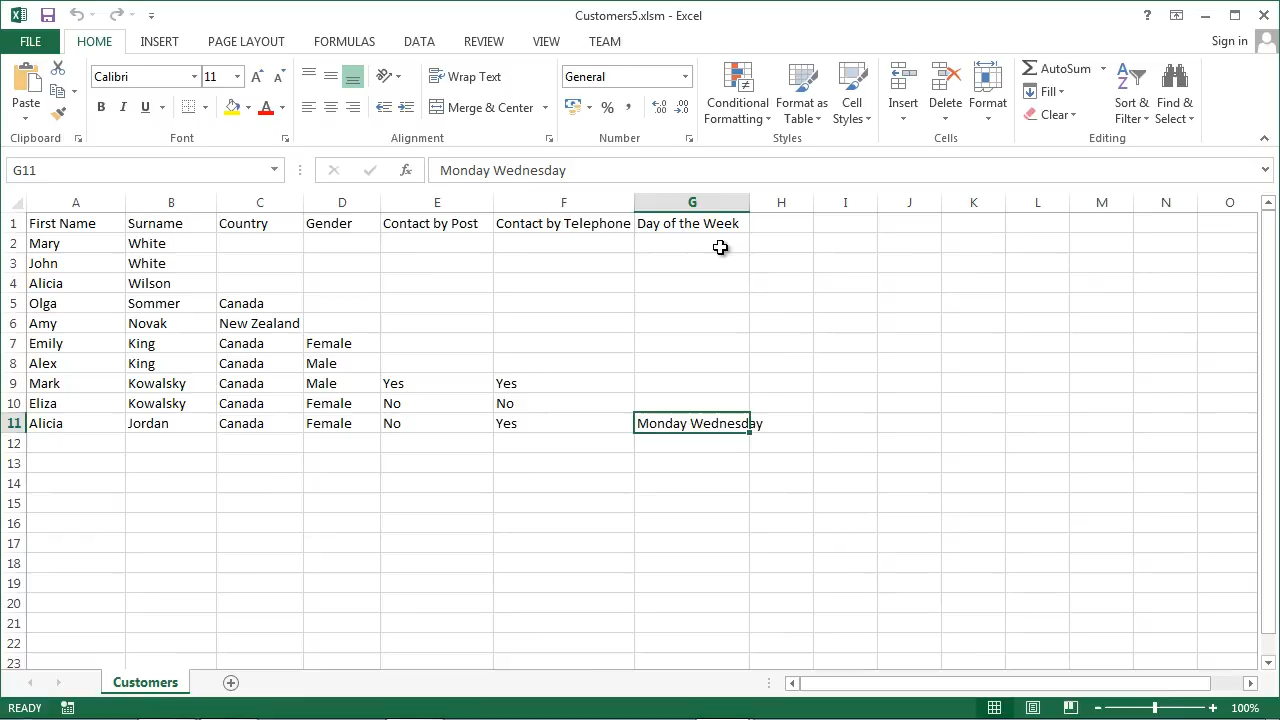 Customers5.xlsm - Excel
?
FILE HOME INSERT PAGE LAYOUT FORMULAS DATA REVIEW VIEW TEAM Sign in
Paste
Calibri 11 A A
Wrap Text
General
B I U A
Merge & Center
% ,
Conditional Formatting
Format as Table
Cell Styles
Insert Delete Format
AutoSum
Fill
Clear
Sort & Filter
Find & Select
Clipboard Font Alignment Number Styles Cells Editing
G11 fx Monday Wednesday
A B C D E F G H I J K L M N O
1 First Name Surname Country Gender Contact by Post Contact by Telephone Day of the Week
2 Mary White
3 John White
4 Alicia Wilson
5 Olga Sommer Canada
6 Amy Novak New Zealand
7 Emily King Canada Female
8 Alex King Canada Male
9 Mark Kowalsky Canada Male Yes Yes
10 Eliza Kowalsky Canada Female No No
11 Alicia Jordan Canada Female No Yes Monday Wednesday
12
13
14
15
16
17
18
19
20
21
22
23
Customers
READY 100%